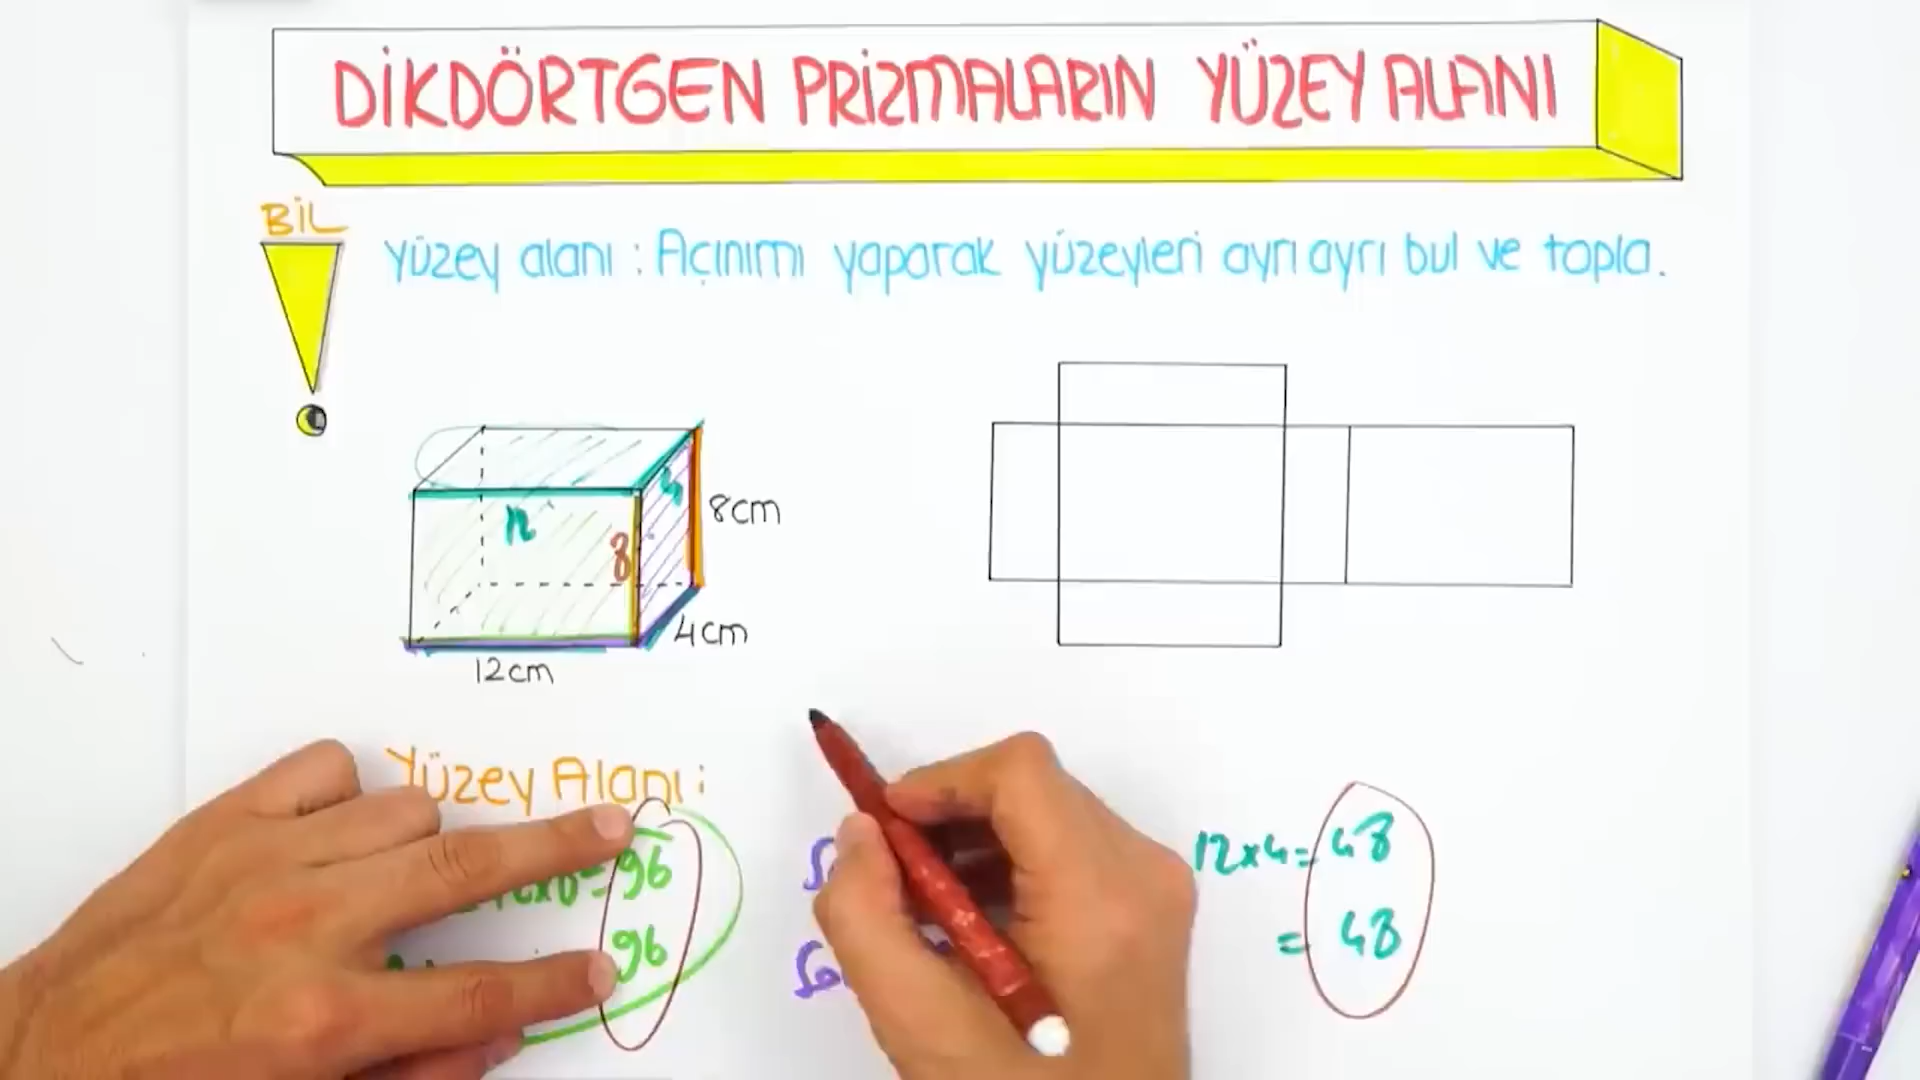 DİKDÖRTGEN PRİZMALARIN YÜZEY ALANI
BİL
Yüzey alanı : Açınımı yaparak yüzeyleri ayrı ayrı bul ve topla.
12
4
8
8cm
4cm
12cm
Yüzey Alanı :
96
96
12x4= 48
= 48